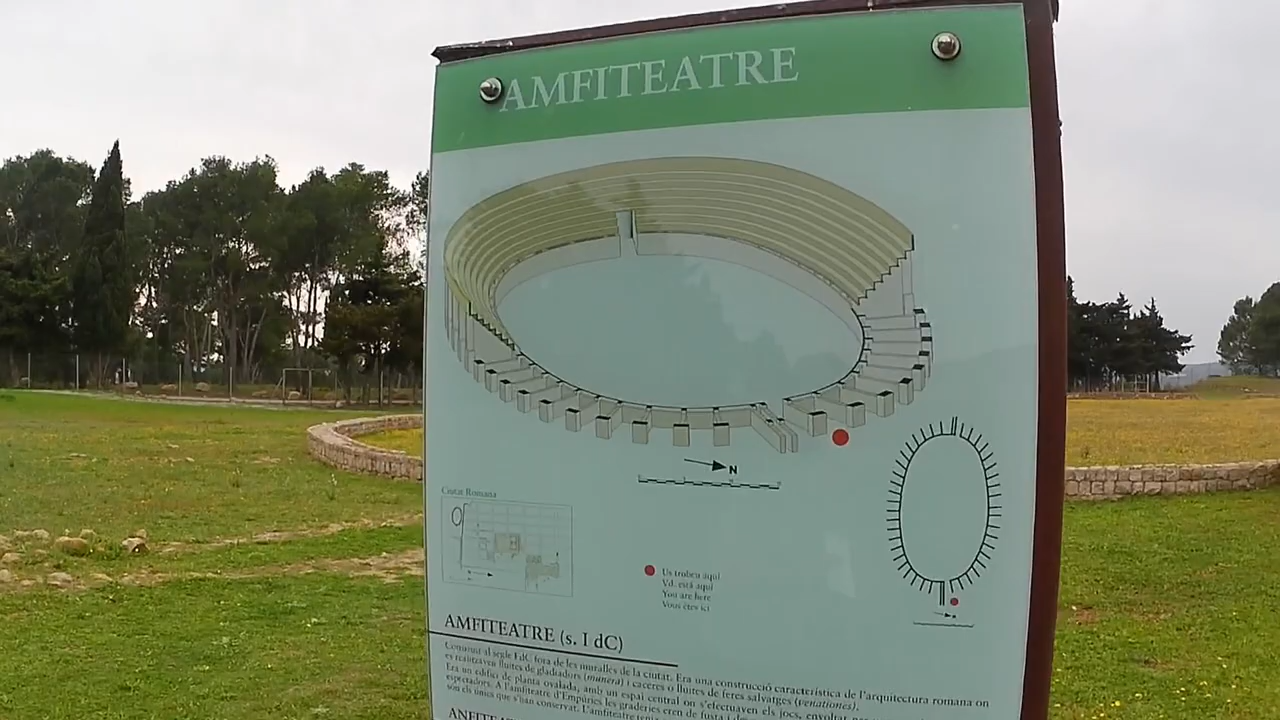 AMFITEATRE
N
Ciutat Romana
Us trobeu aquí
Vd. está aquí
You are here
Vous êtes ici
AMFITEATRE (s. I dC)
Construït al segle I dC fora de les muralles de la ciutat. Era una construcció característica de l'arquitectura romana on
es realitzaven lluites de gladiadors (munera) i caceres o lluites de feres salvatges (venationes).
Era un edifici de planta ovalada, amb un espai central on s'efectuaven els jocs, envoltat
espectadors. A l'amfiteatre d'Empúries les graderies eren de fusta i
són els únics que s'han conservat. L'amfiteatre